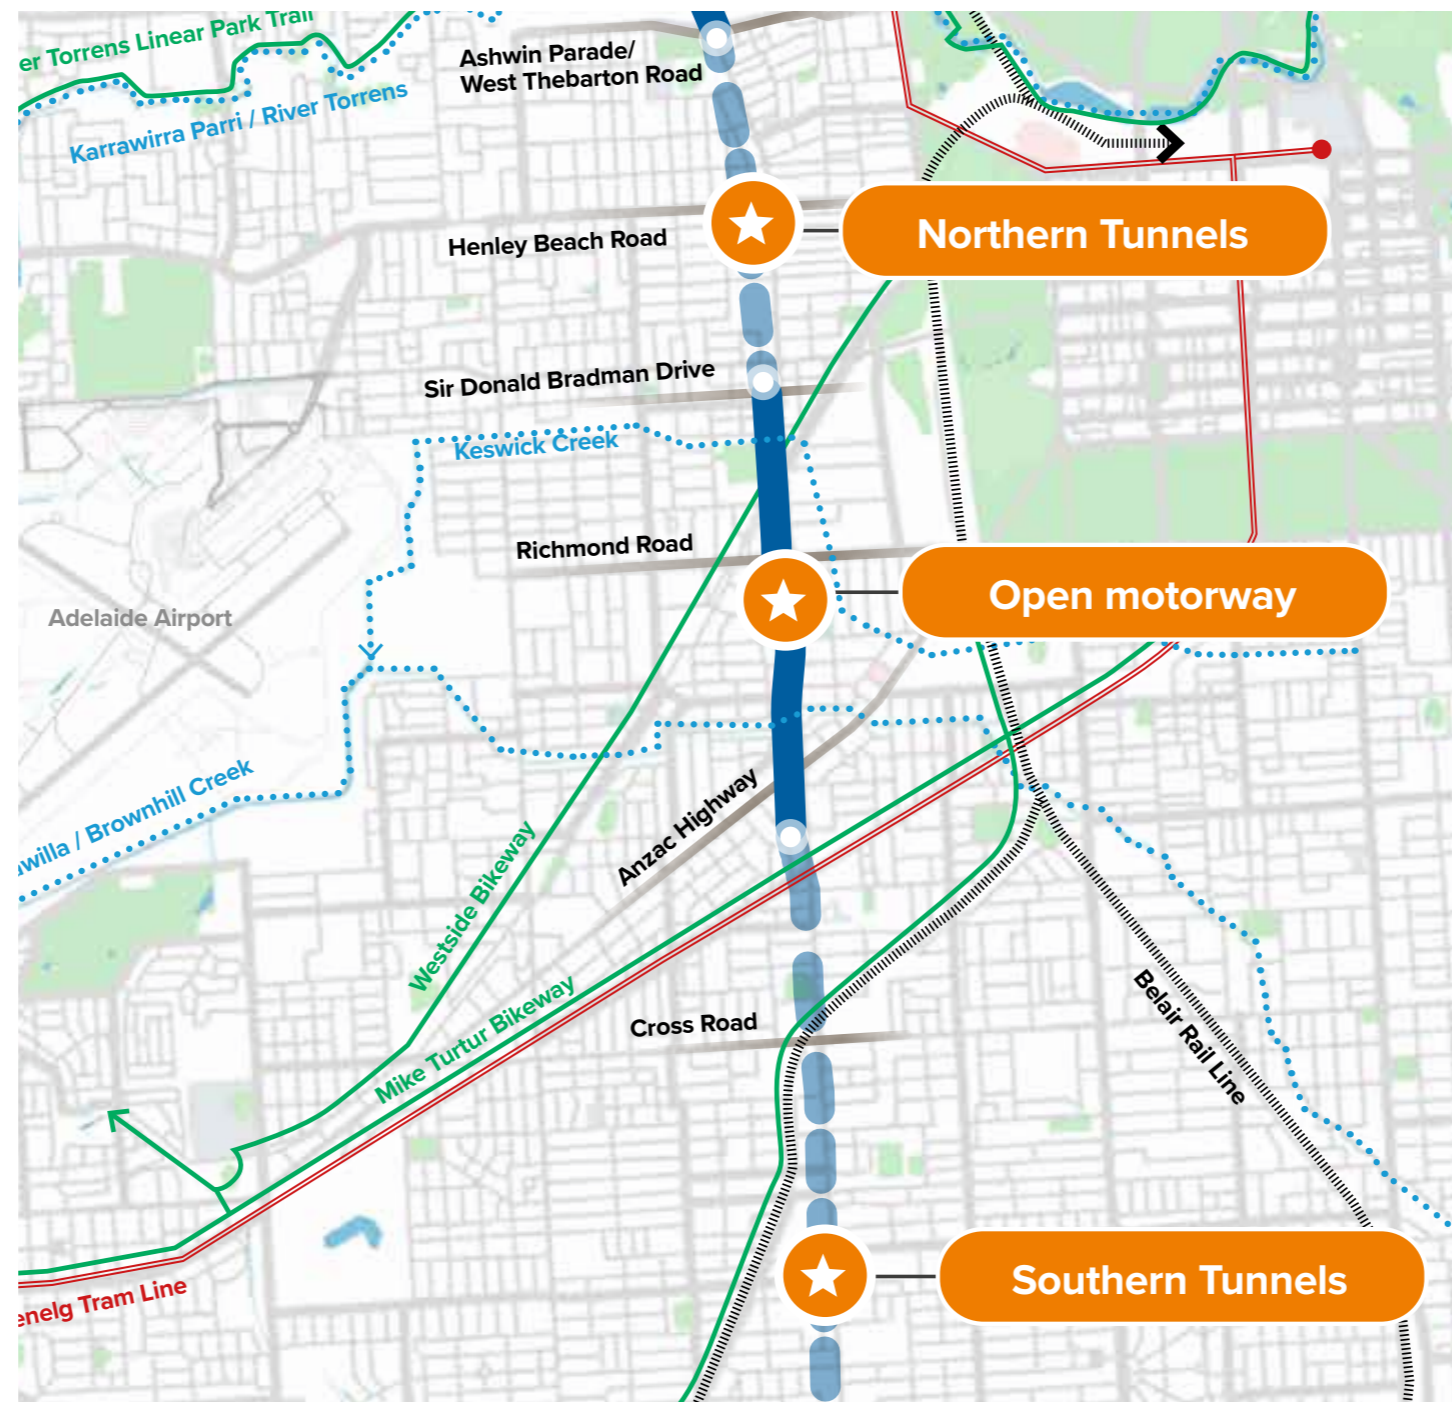 er Torrens Linear Park Trail
Karrawirra Parri / River Torrens
Ashwin Parade/
West Thebarton Road
Northern Tunnels
Henley Beach Road
Sir Donald Bradman Drive
Keswick Creek
Richmond Road
Open motorway
Adelaide Airport
awilla / Brownhill Creek
Anzac Highway
Westside Bikeway
Mike Turtur Bikeway
Cross Road
Belair Rail Line
Southern Tunnels
enelg Tram Line